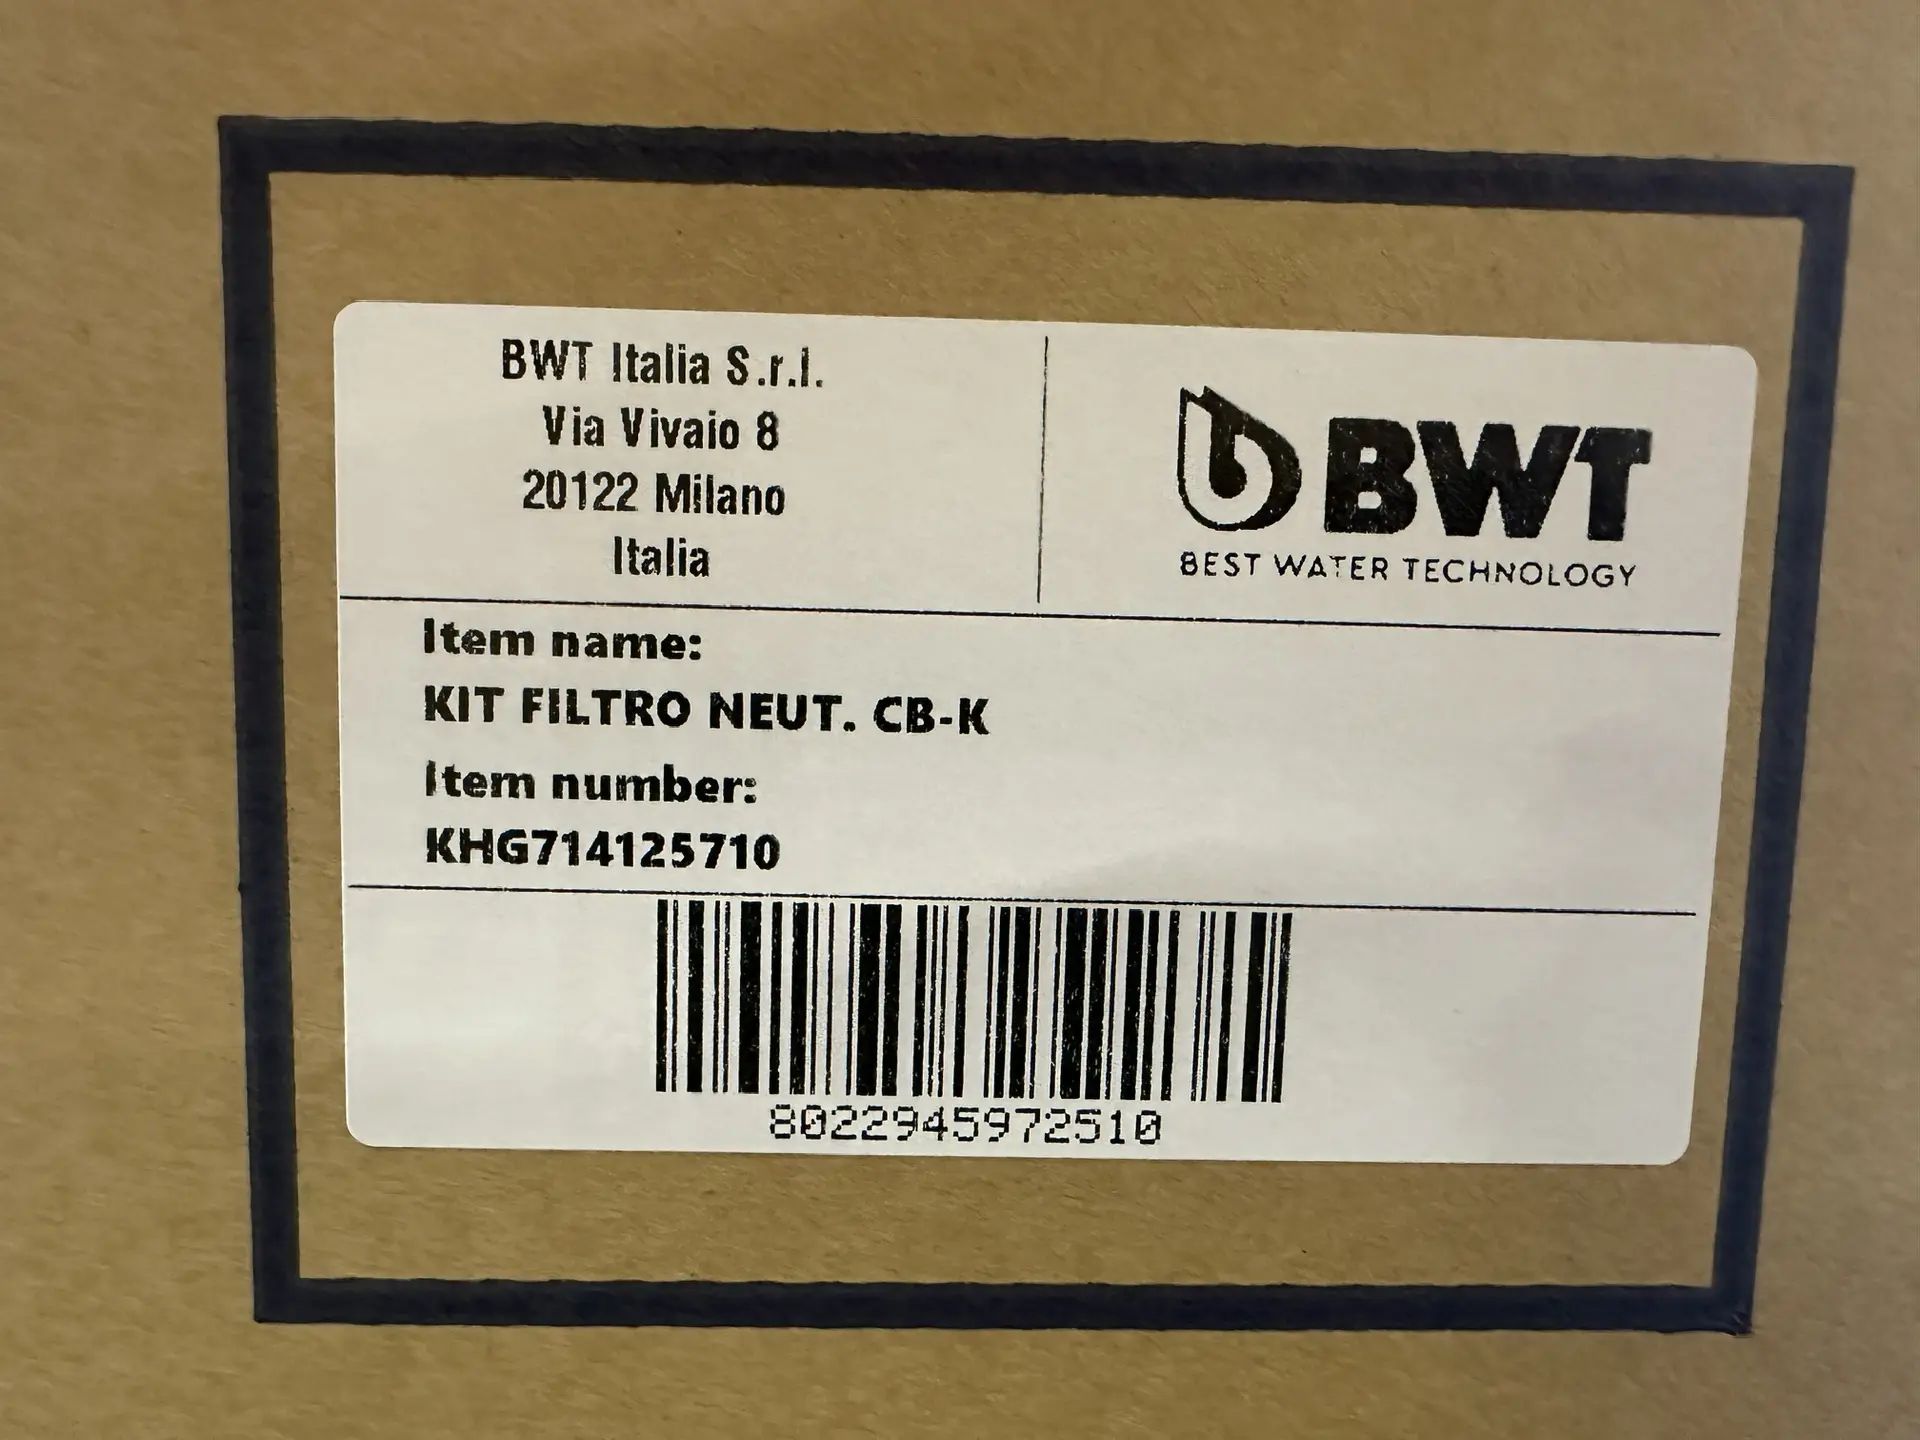 BWT Italia S.r.l.
Via Vivaio 8
20122 Milano
Italia
BWT
BEST WATER TECHNOLOGY
Item name:
KIT FILTRO NEUT. CB-K
Item number:
KHG714125710
8022945972510